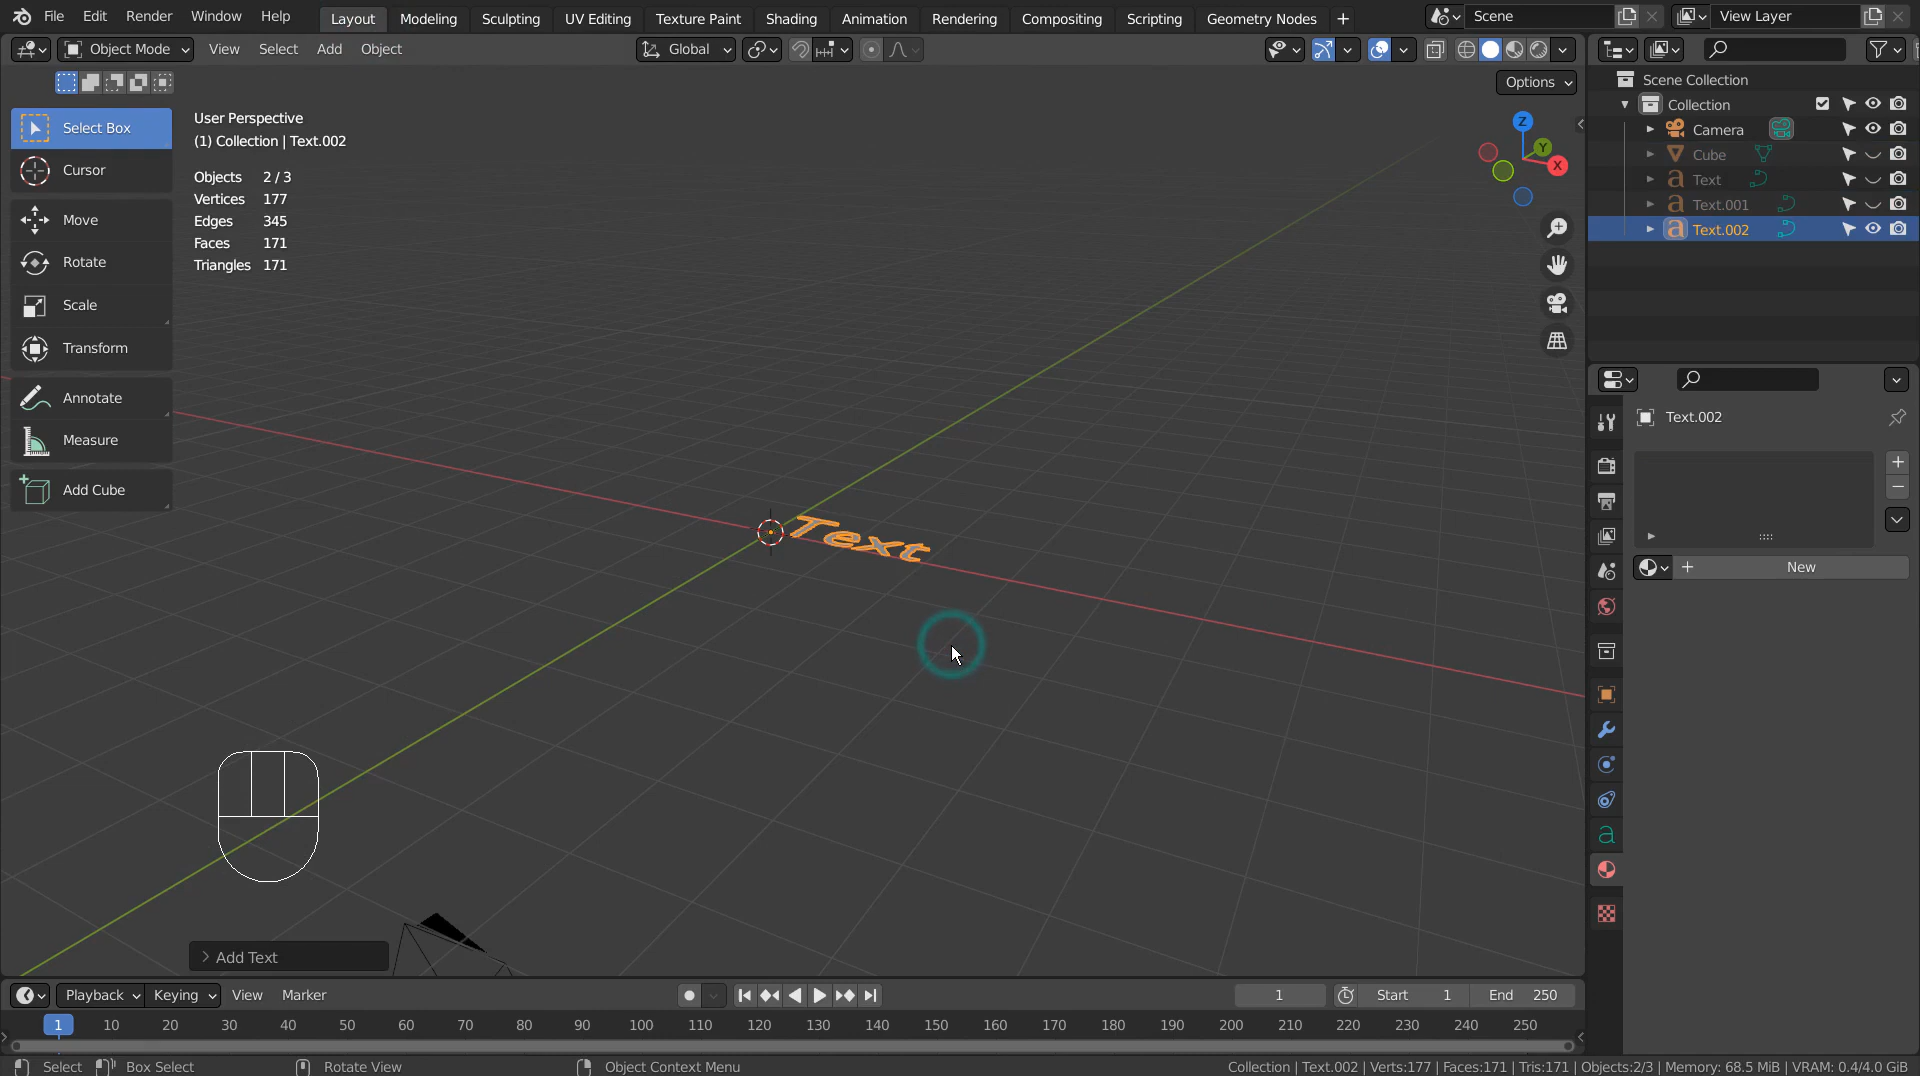 File Edit Render Window Help Layout Modeling Sculpting UV Editing Texture Paint Shading Animation Rendering Compositing Scripting Geometry Nodes + Scene View Layer
Object Mode View Select Add Object Global
Options
Select Box
Cursor
Move
Rotate
Scale
Transform
Annotate
Measure
Add Cube
User Perspective
(1) Collection | Text.002
Objects 2 / 3
Vertices 177
Edges 345
Faces 171
Triangles 171
Z
Y
X
Text
Add Text
Scene Collection
Collection
Camera
Cube
Text
Text.001
Text.002
Text.002
New
Playback Keying View Marker 1 Start 1 End 250
1 10 20 30 40 50 60 70 80 90 100 110 120 130 140 150 160 170 180 190 200 210 220 230 240 250
Select Box Select Rotate View Object Context Menu Collection | Text.002 | Verts:177 | Faces:171 | Tris:171 | Objects:2/3 | Memory: 68.5 MiB | VRAM: 0.4/4.0 GiB